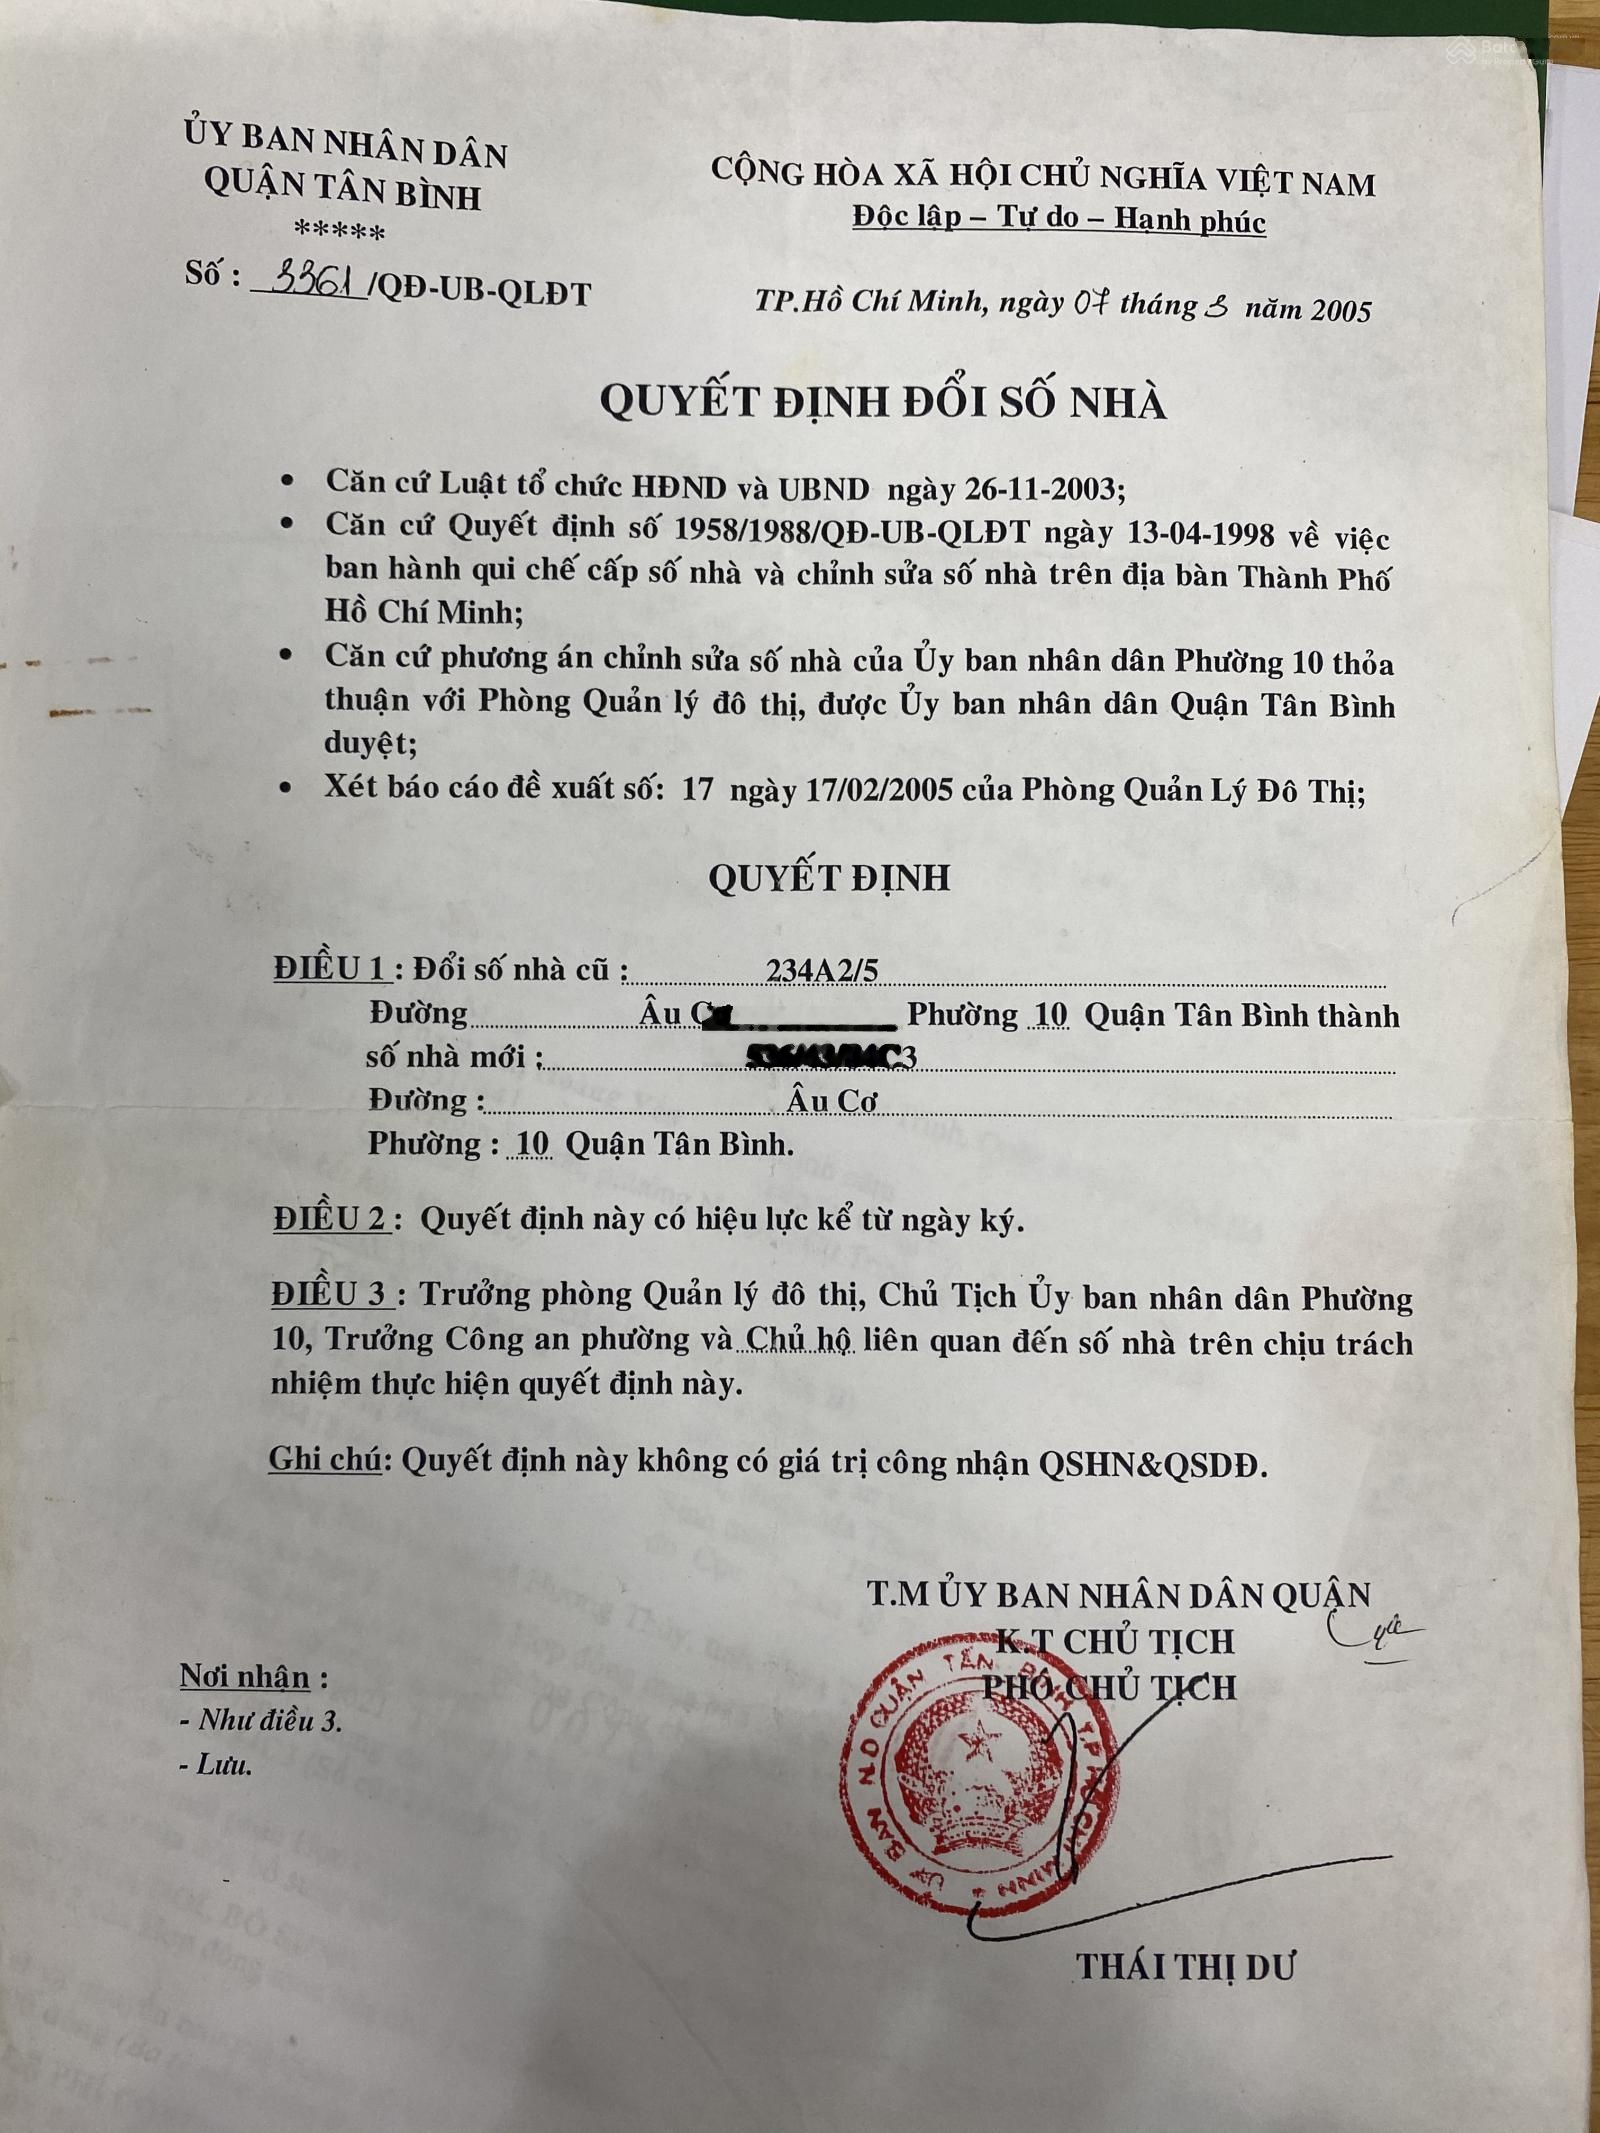 ỦY BAN NHÂN DÂN
QUẬN TÂN BÌNH
*****
Số : 3361/QĐ-UB-QLĐT
CỘNG HÒA XÃ HỘI CHỦ NGHĨA VIỆT NAM
Độc lập – Tự do – Hạnh phúc
TP.Hồ Chí Minh, ngày 07 tháng 3 năm 2005
QUYẾT ĐỊNH ĐỔI SỐ NHÀ
• Căn cứ Luật tổ chức HĐND và UBND ngày 26-11-2003;
• Căn cứ Quyết định số 1958/1988/QĐ-UB-QLĐT ngày 13-04-1998 về việc
ban hành qui chế cấp số nhà và chỉnh sửa số nhà trên địa bàn Thành Phố
Hồ Chí Minh;
• Căn cứ phương án chỉnh sửa số nhà của Ủy ban nhân dân Phường 10 thỏa
thuận với Phòng Quản lý đô thị, được Ủy ban nhân dân Quận Tân Bình
duyệt;
• Xét báo cáo đề xuất số: 17 ngày 17/02/2005 của Phòng Quản Lý Đô Thị;
QUYẾT ĐỊNH
ĐIỀU 1 : Đổi số nhà cũ : 234A2/5
Đường Âu Phường 10 Quận Tân Bình thành
số nhà mới :
Đường : Âu Cơ
Phường : 10 Quận Tân Bình.
ĐIỀU 2 : Quyết định này có hiệu lực kể từ ngày ký.
ĐIỀU 3 : Trưởng phòng Quản lý đô thị, Chủ Tịch Ủy ban nhân dân Phường
10, Trưởng Công an phường và Chủ hộ liên quan đến số nhà trên chịu trách
nhiệm thực hiện quyết định này.
Ghi chú: Quyết định này không có giá trị công nhận QSHN&QSDĐ.
T.M ỦY BAN NHÂN DÂN QUẬN
K.T CHỦ TỊCH
PHÓ CHỦ TỊCH
Nơi nhận :
- Như điều 3.
- Lưu.
ỦY BAN N.D QUẬN TÂN BÌNH T.P HỒ CHÍ MINH
THÁI THỊ DƯ